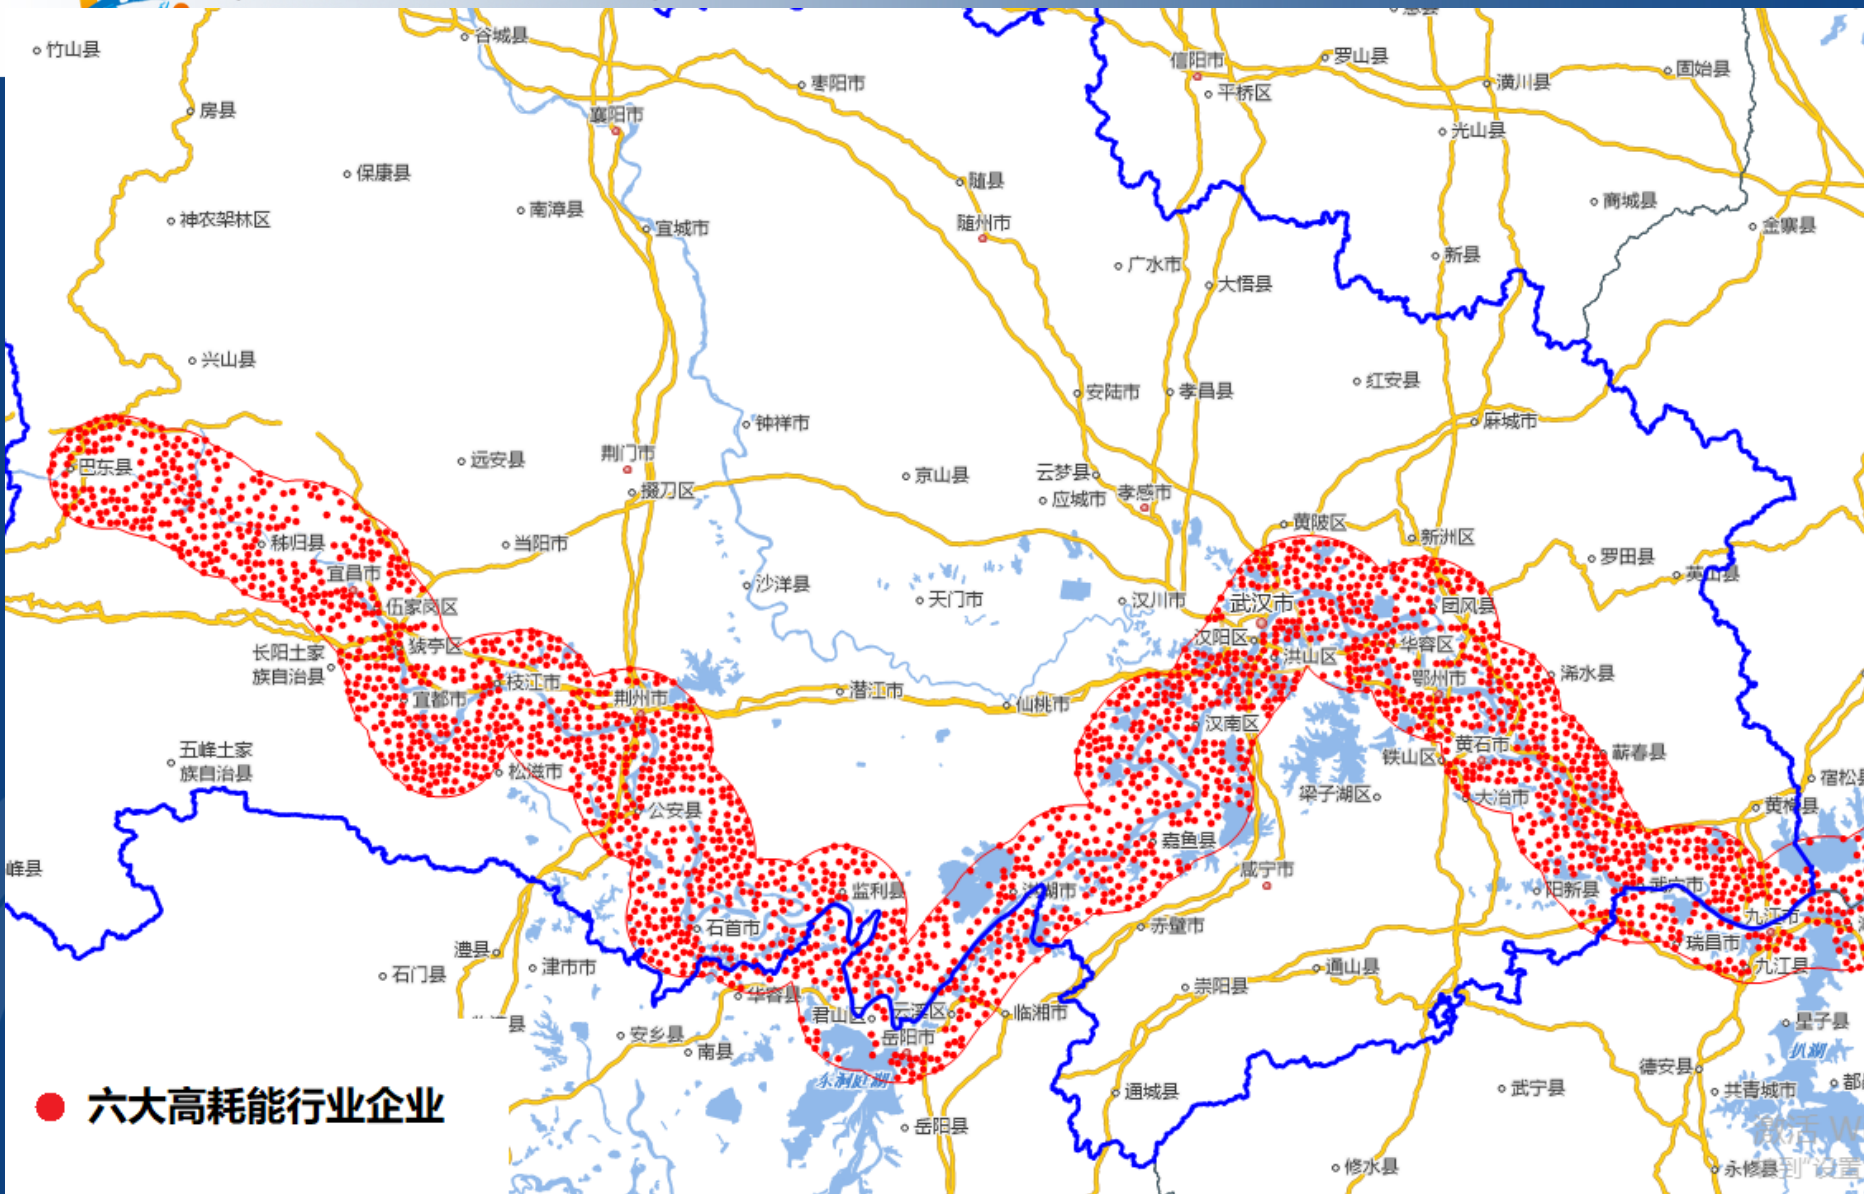 竹山县
谷城县
信阳市
罗山县
固始县
枣阳市
平桥区
潢川县
房县
襄阳市
光山县
保康县
随县
神农架林区
南漳县
宜城市
随州市
商城县
金寨县
广水市
大悟县
新县
兴山县
安陆市
孝昌县
红安县
钟祥市
麻城市
巴东县
远安县
荆门市
掇刀区
京山县
云梦县
应城市
孝感市
黄陂区
新洲区
秭归县
当阳市
罗田县
宜昌市
英山县
沙洋县
天门市
汉川市
伍家岗区
武汉市
团风县
汉阳区
猇亭区
长阳土家
族自治县
洪山区
华容区
枝江市
宜都市
荆州市
潜江市
仙桃市
鄂州市
浠水县
汉南区
五峰土家
族自治县
松滋市
黄石市
铁山区
蕲春县
宿松县
公安县
梁子湖区
大冶市
黄梅县
嘉鱼县
峰县
咸宁市
监利县
洪湖市
阳新县
武穴市
石首市
赤壁市
九江市
瑞昌市
澧县
津市市
石门县
通山县
九江县
华容县
崇阳县
君山区
云溪区
临湘市
岳阳市
安乡县
南县
星子县
东洞庭湖
德安县
通城县
武宁县
共青城市
六大高耗能行业企业
岳阳县
修水县
永修县